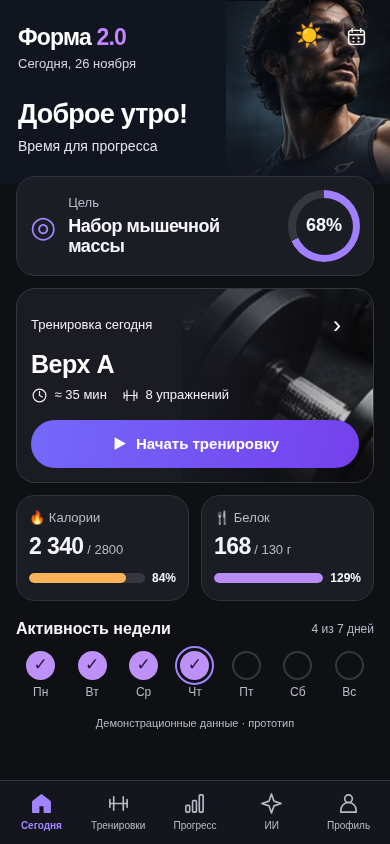 Форма 2.0
Сегодня, 26 ноября
Доброе утро!
Время для прогресса
Цель
Набор мышечной
массы
68%
Тренировка сегодня
Верх А
≈ 35 мин
8 упражнений
Начать тренировку
Калории
2 340 / 2800
84%
Белок
168 / 130 г
129%
Активность недели
4 из 7 дней
Пн Вт Ср Чт Пт Сб Вс
Демонстрационные данные · прототип
Сегодня Тренировки Прогресс ИИ Профиль